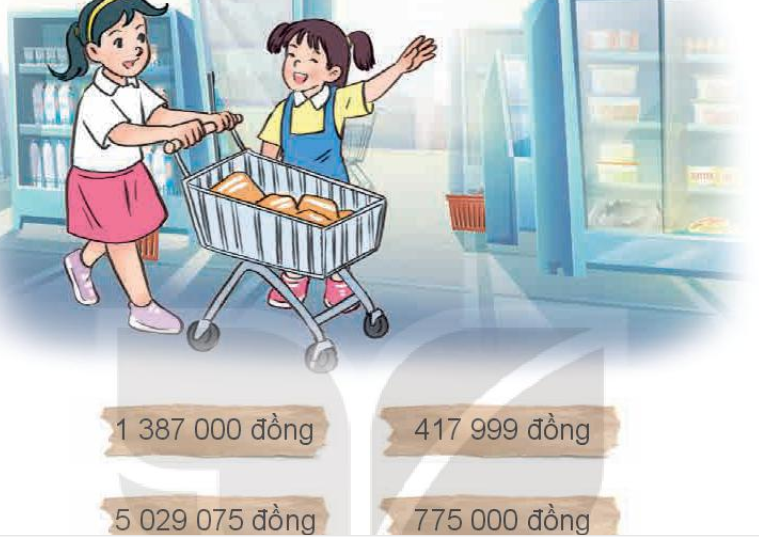 1 387 000 đồng
417 999 đồng
5 029 075 đồng
775 000 đồng